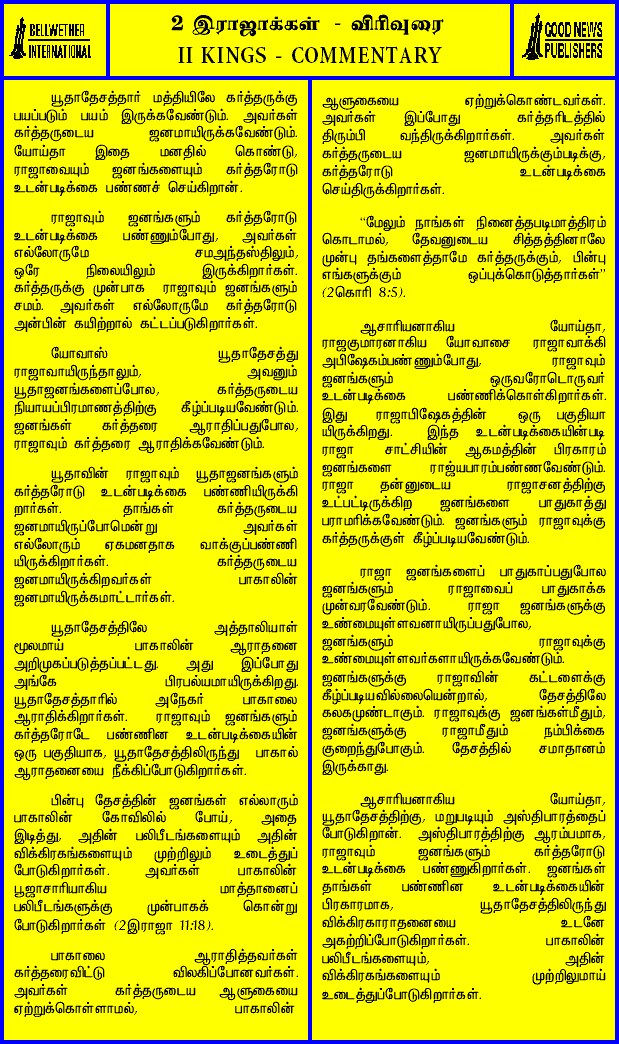 BELLWETHER
INTERNATIONAL
2 இராஜாக்கள் - விரிவுரை
II KINGS - COMMENTARY
GOOD NEWS
PUBLISHERS
யூதாதேசத்தார் மத்தியிலே கர்த்தருக்கு
பயப்படும் பயம் இருக்கவேண்டும். அவர்கள்
கர்த்தருடைய ஜனமாயிருக்கவேண்டும்.
யோய்தா இதை மனதில் கொண்டு,
ராஜாவையும் ஜனங்களையும் கர்த்தரோடு
உடன்படிக்கை பண்ணச் செய்கிறான்.
ராஜாவும் ஜனங்களும் கர்த்தரோடு
உடன்படிக்கை பண்ணும்போது, அவர்கள்
எல்லோருமே சமஅந்தஸ்திலும்,
ஒரே நிலையிலும் இருக்கிறார்கள்.
கர்த்தருக்கு முன்பாக ராஜாவும் ஜனங்களும்
சமம். அவர்கள் எல்லோருமே கர்த்தரோடு
அன்பின் கயிற்றால் கட்டப்படுகிறார்கள்.
யோவாஸ் யூதாதேசத்து
ராஜாவாயிருந்தாலும், அவனும்
யூதாஜனங்களைப்போல, கர்த்தருடைய
நியாயப்பிரமாணத்திற்கு கீழ்ப்படியவேண்டும்.
ஜனங்கள் கர்த்தரை ஆராதிப்பதுபோல,
ராஜாவும் கர்த்தரை ஆராதிக்கவேண்டும்.
யூதாவின் ராஜாவும் யூதாஜனங்களும்
கர்த்தரோடு உடன்படிக்கை பண்ணியிருக்கி
றார்கள். தாங்கள் கர்த்தருடைய
ஜனமாயிருப்போமென்று அவர்கள்
எல்லோரும் ஏகமனதாக வாக்குப்பண்ணி
யிருக்கிறார்கள். கர்த்தருடைய
ஜனமாயிருக்கிறவர்கள் பாகாலின்
ஜனமாயிருக்கமாட்டார்கள்.
யூதாதேசத்திலே அத்தாலியாள்
மூலமாய் பாகாலின் ஆராதனை
அறிமுகப்படுத்தப்பட்டது. அது இப்போது
அங்கே பிரபல்யமாயிருக்கிறது.
யூதாதேசத்தாரில் அநேகர் பாகாலை
ஆராதிக்கிறார்கள். ராஜாவும் ஜனங்களும்
கர்த்தரோடே பண்ணின உடன்படிக்கையின்
ஒரு பகுதியாக, யூதாதேசத்திலிருந்து பாகால்
ஆராதனையை நீக்கிப்போடுகிறார்கள்.
பின்பு தேசத்தின் ஜனங்கள் எல்லாரும்
பாகாலின் கோவிலில் போய், அதை
இடித்து, அதின் பலிபீடங்களையும் அதின்
விக்கிரகங்களையும் முற்றிலும் உடைத்துப்
போடுகிறார்கள். அவர்கள் பாகாலின்
பூஜாசாரியாகிய மாத்தானைப்
பலிபீடங்களுக்கு முன்பாகக் கொன்று
போடுகிறார்கள் (2இராஜா 11:18).
பாகாலை ஆராதித்தவர்கள்
கர்த்தரைவிட்டு விலகிப்போனவர்கள்.
அவர்கள் கர்த்தருடைய ஆளுகையை
ஏற்றுக்கொள்ளாமல், பாகாலின்
ஆளுகையை ஏற்றுக்கொண்டவர்கள்.
அவர்கள் இப்போது கர்த்தரிடத்தில்
திரும்பி வந்திருக்கிறார்கள். அவர்கள்
கர்த்தருடைய ஜனமாயிருக்கும்படிக்கு,
கர்த்தரோடு உடன்படிக்கை
செய்திருக்கிறார்கள்.
“மேலும் நாங்கள் நினைத்தபடிமாத்திரம்
கொடாமல், தேவனுடைய சித்தத்தினாலே
முன்பு தங்களைத்தாமே கர்த்தருக்கும், பின்பு
எங்களுக்கும் ஒப்புக்கொடுத்தார்கள்”
(2கொரி 8:5).
ஆசாரியனாகிய யோய்தா,
ராஜகுமாரனாகிய யோவாசை ராஜாவாக்கி
அபிஷேகம்பண்ணும்போது, ராஜாவும்
ஜனங்களும் ஒருவரோடொருவர்
உடன்படிக்கை பண்ணிக்கொள்கிறார்கள்.
இது ராஜாபிஷேகத்தின் ஒரு பகுதியா
யிருக்கிறது. இந்த உடன்படிக்கையின்படி
ராஜா சாட்சியின் ஆகமத்தின் பிரகாரம்
ஜனங்களை ராஜ்யபாரம்பண்ணவேண்டும்.
ராஜா தன்னுடைய ராஜாசனத்திற்கு
உட்பட்டிருக்கிற ஜனங்களை பாதுகாத்து
பராமரிக்கவேண்டும். ஜனங்களும் ராஜாவுக்கு
கர்த்தருக்குள் கீழ்ப்படியவேண்டும்.
ராஜா ஜனங்களைப் பாதுகாப்பதுபோல
ஜனங்களும் ராஜாவைப் பாதுகாக்க
முன்வரவேண்டும். ராஜா ஜனங்களுக்கு
உண்மையுள்ளவனாயிருப்பதுபோல,
ஜனங்களும் ராஜாவுக்கு
உண்மையுள்ளவர்களாயிருக்கவேண்டும்.
ஜனங்களுக்கு ராஜாவின் கட்டளைக்கு
கீழ்ப்படியவில்லையென்றால், தேசத்திலே
கலகமுண்டாகும். ராஜாவுக்கு ஜனங்கள்மீதும்,
ஜனங்களுக்கு ராஜாமீதும் நம்பிக்கை
குறைந்துபோகும். தேசத்தில் சமாதானம்
இருக்காது.
ஆசாரியனாகிய யோய்தா,
யூதாதேசத்திற்கு, மறுபடியும் அஸ்திபாரத்தைப்
போடுகிறான். அஸ்திபாரத்திற்கு ஆரம்பமாக,
ராஜாவும் ஜனங்களும் கர்த்தரோடு
உடன்படிக்கை பண்ணுகிறார்கள். ஜனங்கள்
தாங்கள் பண்ணின உடன்படிக்கையின்
பிரகாரமாக, யூதாதேசத்திலிருந்து
விக்கிரகாராதனையை உடனே
அகற்றிப்போடுகிறார்கள். பாகாலின்
பலிபீடங்களையும், அதின்
விக்கிரகங்களையும் முற்றிலுமாய்
உடைத்துப்போடுகிறார்கள்.